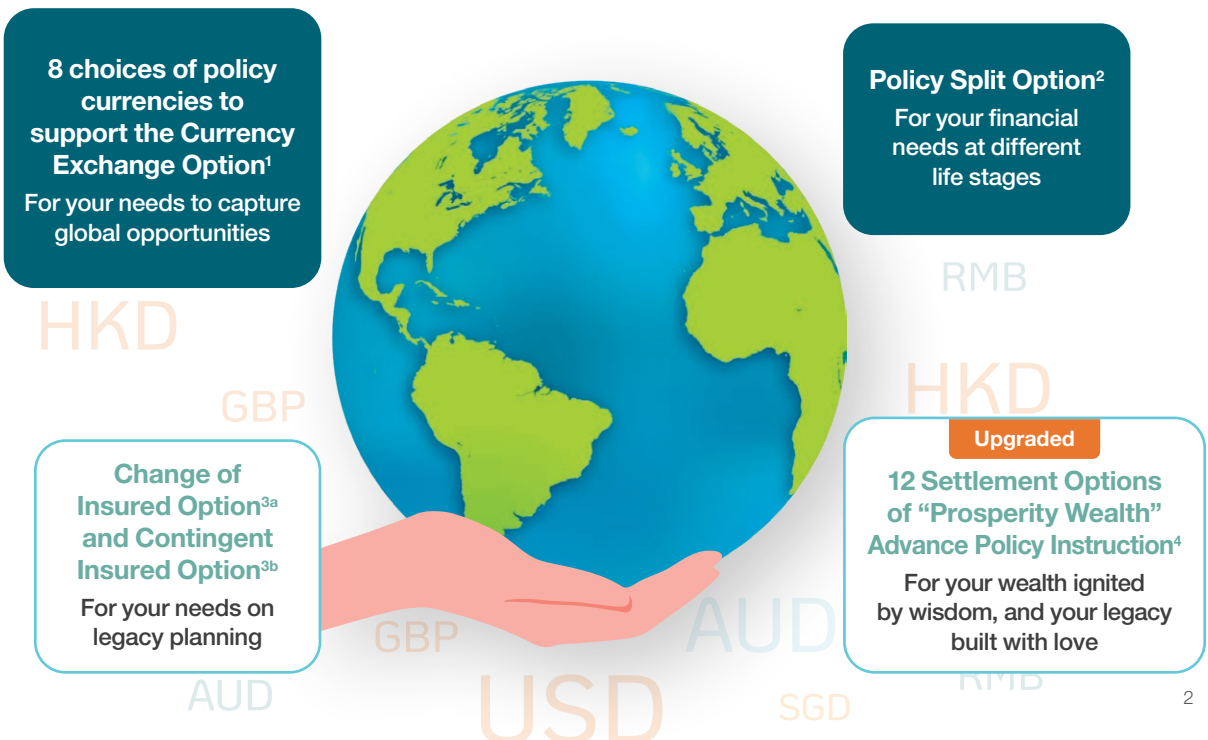 8 choices of policy
currencies to
support the Currency
Exchange Option¹
For your needs to capture
global opportunities
Policy Split Option²
For your financial
needs at different
life stages
RMB
HKD
HKD
GBP
Change of
Insured Option³ᵃ
and Contingent
Insured Option³ᵇ
For your needs on
legacy planning
Upgraded
12 Settlement Options
of “Prosperity Wealth”
Advance Policy Instruction⁴
For your wealth ignited
by wisdom, and your legacy
built with love
GBP
AUD
AUD
USD
SGD
RMB
2